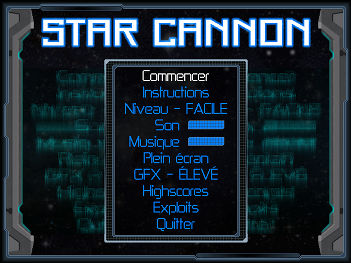 STAR CANNON
Commencer
Instructions
Niveau - FACILE
Son
Musique
Plein écran
GFX - ÉLEVÉ
Highscores
Exploits
Quitter